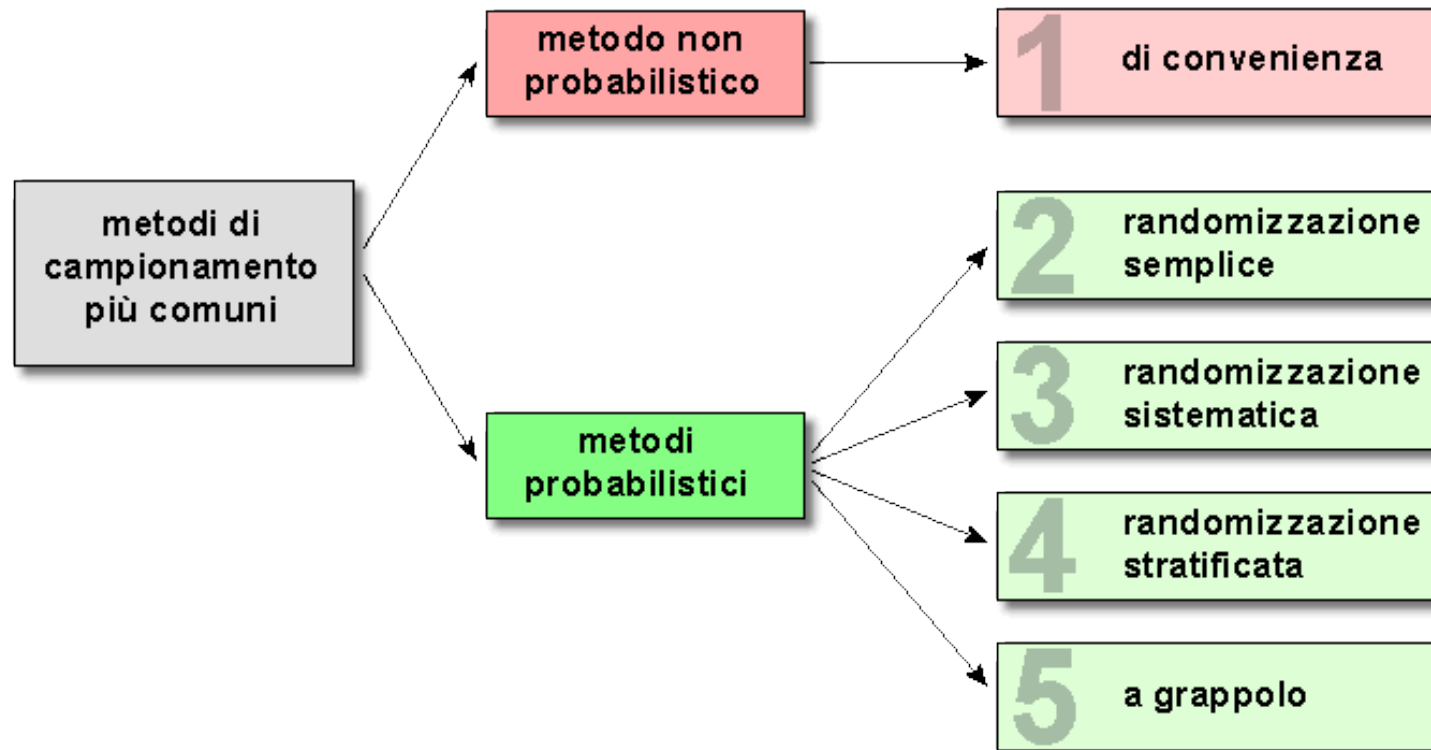 metodi di
campionamento
più comuni
metodo non
probabilistico
metodi
probabilistici
1
di convenienza
2
randomizzazione
semplice
3
randomizzazione
sistematica
4
randomizzazione
stratificata
5
a grappolo